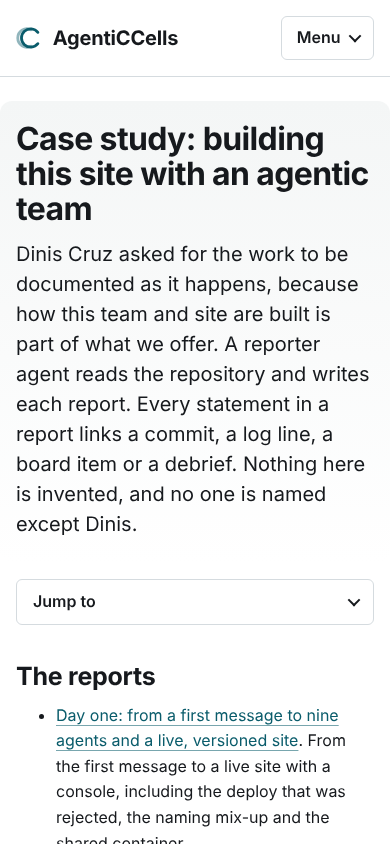 AgentiCCells
Menu
Case study: building
this site with an agentic
team
Dinis Cruz asked for the work to be
documented as it happens, because
how this team and site are built is
part of what we offer. A reporter
agent reads the repository and writes
each report. Every statement in a
report links a commit, a log line, a
board item or a debrief. Nothing here
is invented, and no one is named
except Dinis.
Jump to
The reports
Day one: from a first message to nine
agents and a live, versioned site. From
the first message to a live site with a
console, including the deploy that was
rejected, the naming mix-up and the
shared container